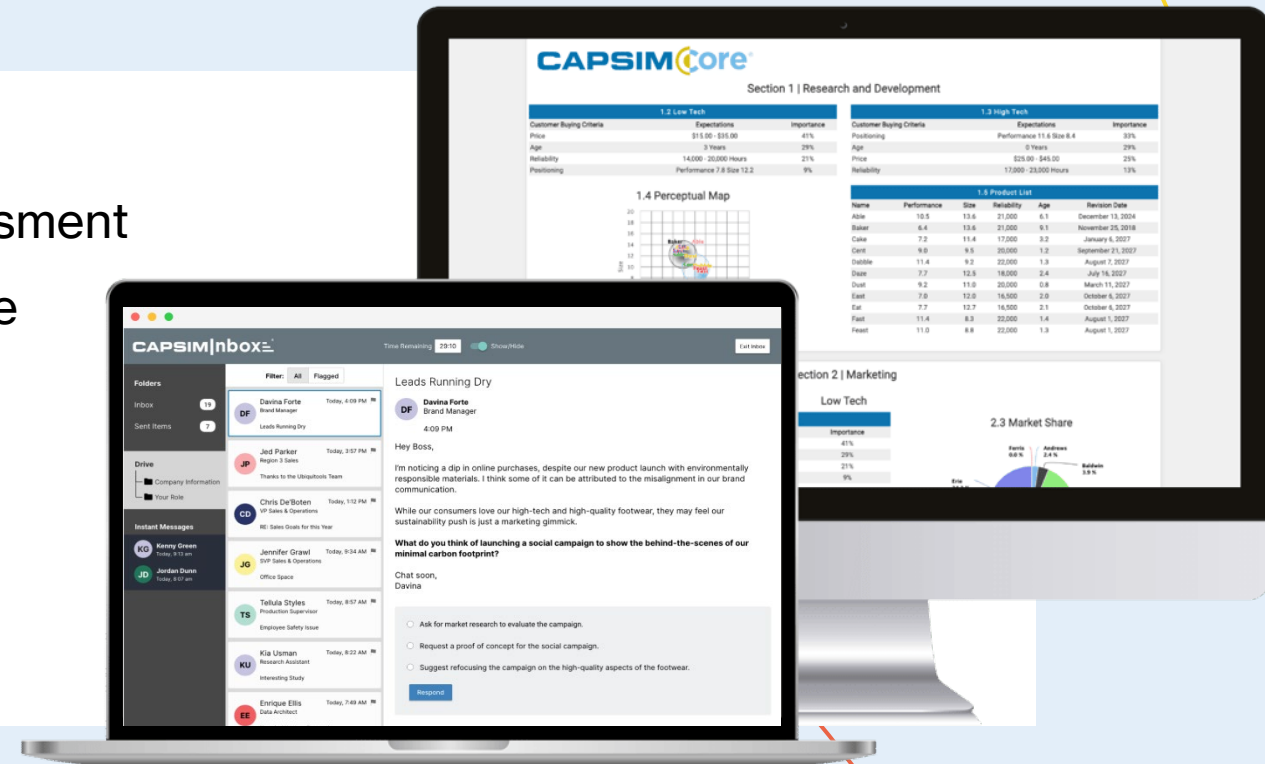 sment
e
CAPSIMCore®
Section 1 | Research and Development
1.2 Low Tech
Customer Buying Criteria Expectations Importance
Price $15.00 - $35.00 41%
Age 3 Years 29%
Reliability 14,000 - 20,000 Hours 21%
Positioning Performance 7.8 Size 12.2 9%
1.3 High Tech
Customer Buying Criteria Expectations Importance
Positioning Performance 11.6 Size 8.4 33%
Age 0 Years 29%
Price $25.00 - $45.00 25%
Reliability 17,000 - 23,000 Hours 13%
1.4 Perceptual Map
20
18
16
14
12
10
Size
Baker
1.5 Product List
Name Performance Size Reliability Age Revision Date
Able 10.5 13.6 21,000 6.1 December 13, 2024
Baker 6.4 13.6 21,000 9.1 November 25, 2018
Cake 7.2 11.4 17,000 3.2 January 6, 2027
Cent 9.0 9.5 20,000 1.2 September 21, 2027
Dabble 11.4 9.2 22,000 1.3 August 7, 2027
Daze 7.7 12.5 18,000 2.4 July 16, 2027
Dust 9.2 11.0 20,000 0.8 March 11, 2027
East 7.0 12.0 16,500 2.0 October 6, 2027
Eat 7.7 12.7 16,500 2.1 October 6, 2027
Fast 11.4 8.3 22,000 1.4 August 1, 2027
Feast 11.0 8.8 22,000 1.3 August 1, 2027
ection 2 | Marketing
Low Tech
Importance
41%
29%
21%
9%
2.3 Market Share
Ferris
0.0 %
Andrews
2.4 %
Baldwin
3.9 %
Erie
CAPSIMInbox
Time Remaining 29:10 Show/Hide
Exit Inbox
Folders
Inbox 19
Sent Items 7
Drive
Company Information
Your Role
Instant Messages
KG Kenny Green
Today, 9:12 am
JD Jordan Dunn
Today, 8:07 am
Filter: All Flagged
DF Davina Forte Today, 4:09 PM
Brand Manager
Leads Running Dry
JP Jed Parker Today, 3:57 PM
Region 3 Sales
Thanks to the Ubiquitools Team
CD Chris De'Boten Today, 1:12 PM
VP Sales & Operations
RE: Sales Goals for this Year
JG Jennifer Grawl Today, 9:34 AM
SVP Sales & Operations
Office Space
TS Tellula Styles Today, 8:57 AM
Production Supervisor
Employee Safety Issue
KU Kia Usman Today, 8:22 AM
Research Assistant
Interesting Study
EE Enrique Ellis Today, 7:49 AM
Data Architect
Leads Running Dry
DF Davina Forte
Brand Manager
4:09 PM
Hey Boss,
I'm noticing a dip in online purchases, despite our new product launch with environmentally
responsible materials. I think some of it can be attributed to the misalignment in our brand
communication.
While our consumers love our high-tech and high-quality footwear, they may feel our
sustainability push is just a marketing gimmick.
What do you think of launching a social campaign to show the behind-the-scenes of our
minimal carbon footprint?
Chat soon,
Davina
Ask for market research to evaluate the campaign.
Request a proof of concept for the social campaign.
Suggest refocusing the campaign on the high-quality aspects of the footwear.
Respond